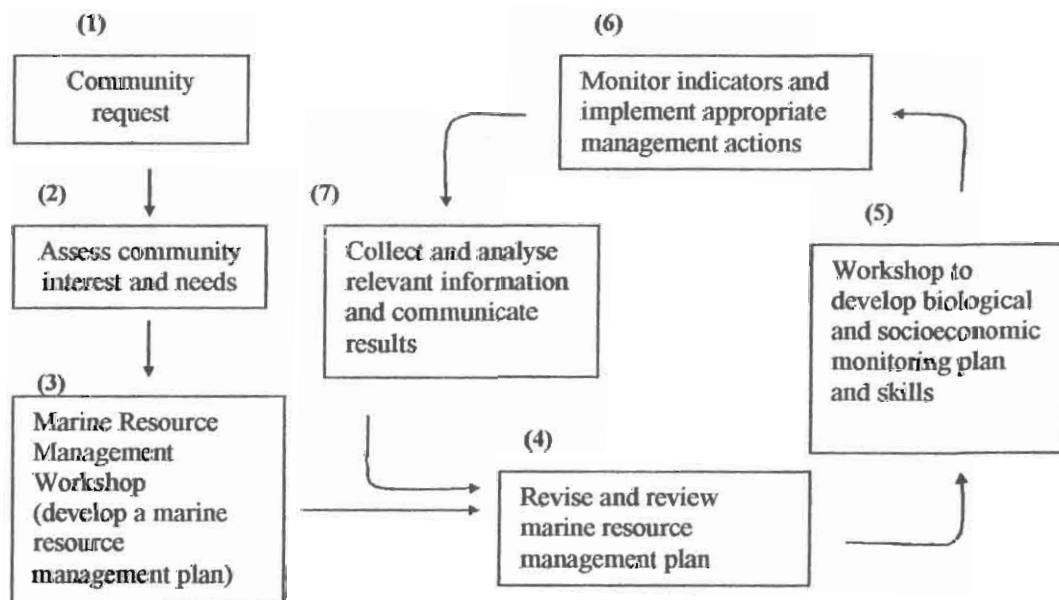 (1)
Community
request
(2)
Assess community
interest and needs
(3)
Marine Resource
Management
Workshop
(develop a marine
resource
management plan)
(4)
Revise and review
marine resource
management plan
(5)
Workshop to
develop biological
and socioeconomic
monitoring plan
and skills
(6)
Monitor indicators and
implement appropriate
management actions
(7)
Collect and analyse
relevant information
and communicate
results